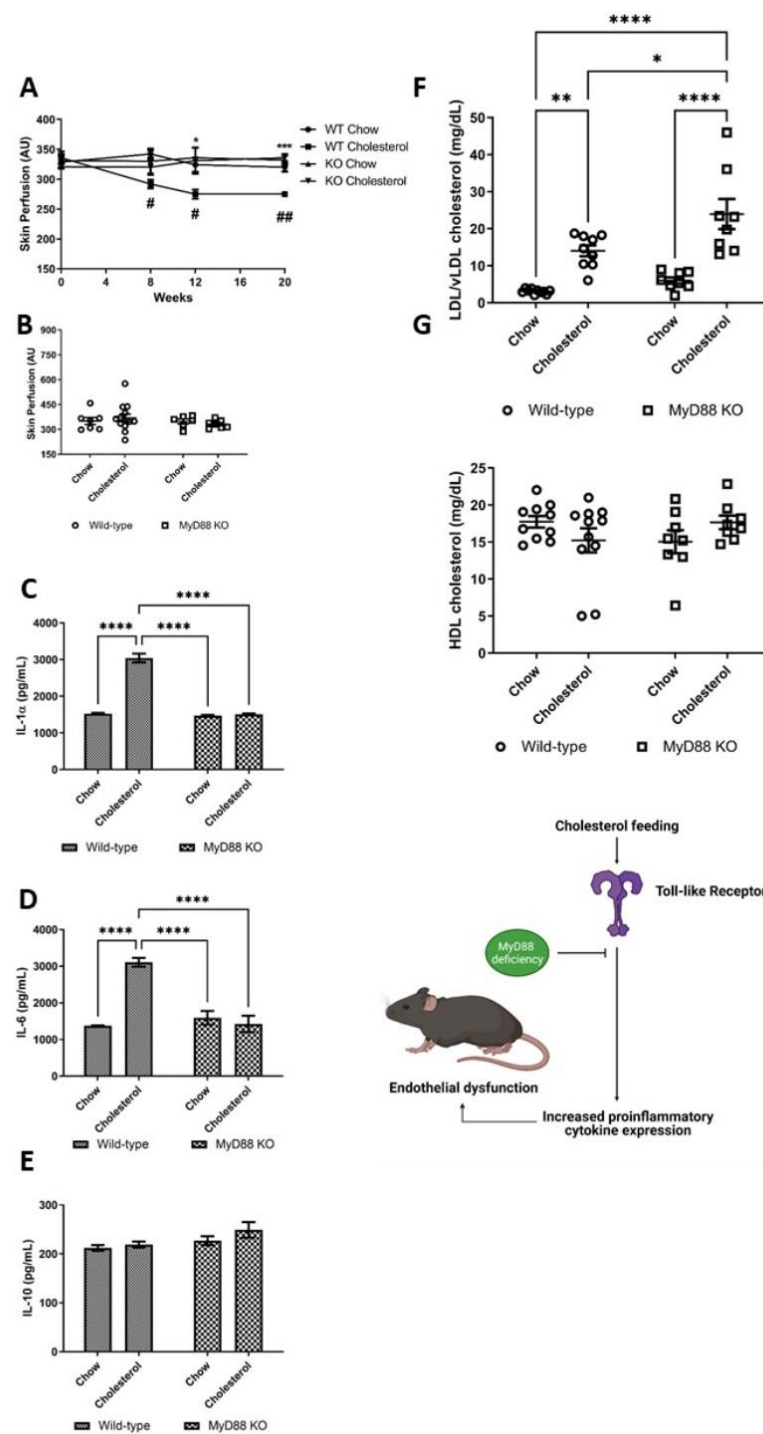 A
Skin Perfusion (AU)
400
350
300
250
200
150
0
4
8
12
16
20
Weeks
*
***
#
#
##
WT Chow
WT Cholesterol
KO Chow
KO Cholesterol
B
Skin Perfusion (AU
900
750
600
450
300
150
Chow
Cholesterol
Chow
Cholesterol
Wild-type
MyD88 KO
C
IL-1α (pg/mL)
4000
3000
2000
1000
0
****
****
****
Chow
Cholesterol
Chow
Cholesterol
Wild-type
MyD88 KO
D
IL-6 (pg/mL)
4000
3000
2000
1000
0
****
****
****
Chow
Cholesterol
Chow
Cholesterol
Wild-type
MyD88 KO
E
IL-10 (pg/mL)
300
200
100
0
Chow
Cholesterol
Chow
Cholesterol
Wild-type
MyD88 KO
F
LDL/vLDL cholesterol (mg/dL)
50
40
30
20
10
0
****
*
**
****
Chow
Cholesterol
Chow
Cholesterol
Wild-type
MyD88 KO
G
HDL cholesterol (mg/dL)
25
20
15
10
5
0
Chow
Cholesterol
Chow
Cholesterol
Wild-type
MyD88 KO
Cholesterol feeding
Toll-like Receptor
MyD88
deficiency
Endothelial dysfunction
Increased proinflammatory
cytokine expression